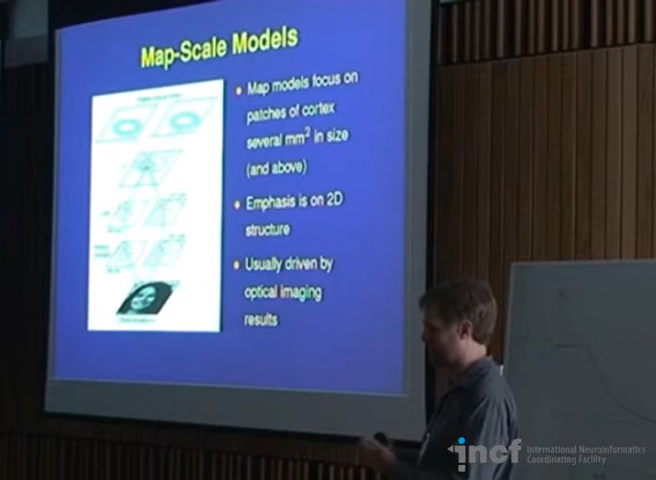 Map-Scale Models
• Map models focus on
patches of cortex
several mm² in size
(and above)
• Emphasis is on 2D
structure
• Usually driven by
optical imaging
results
incf International Neuroinformatics
Coordinating Facility